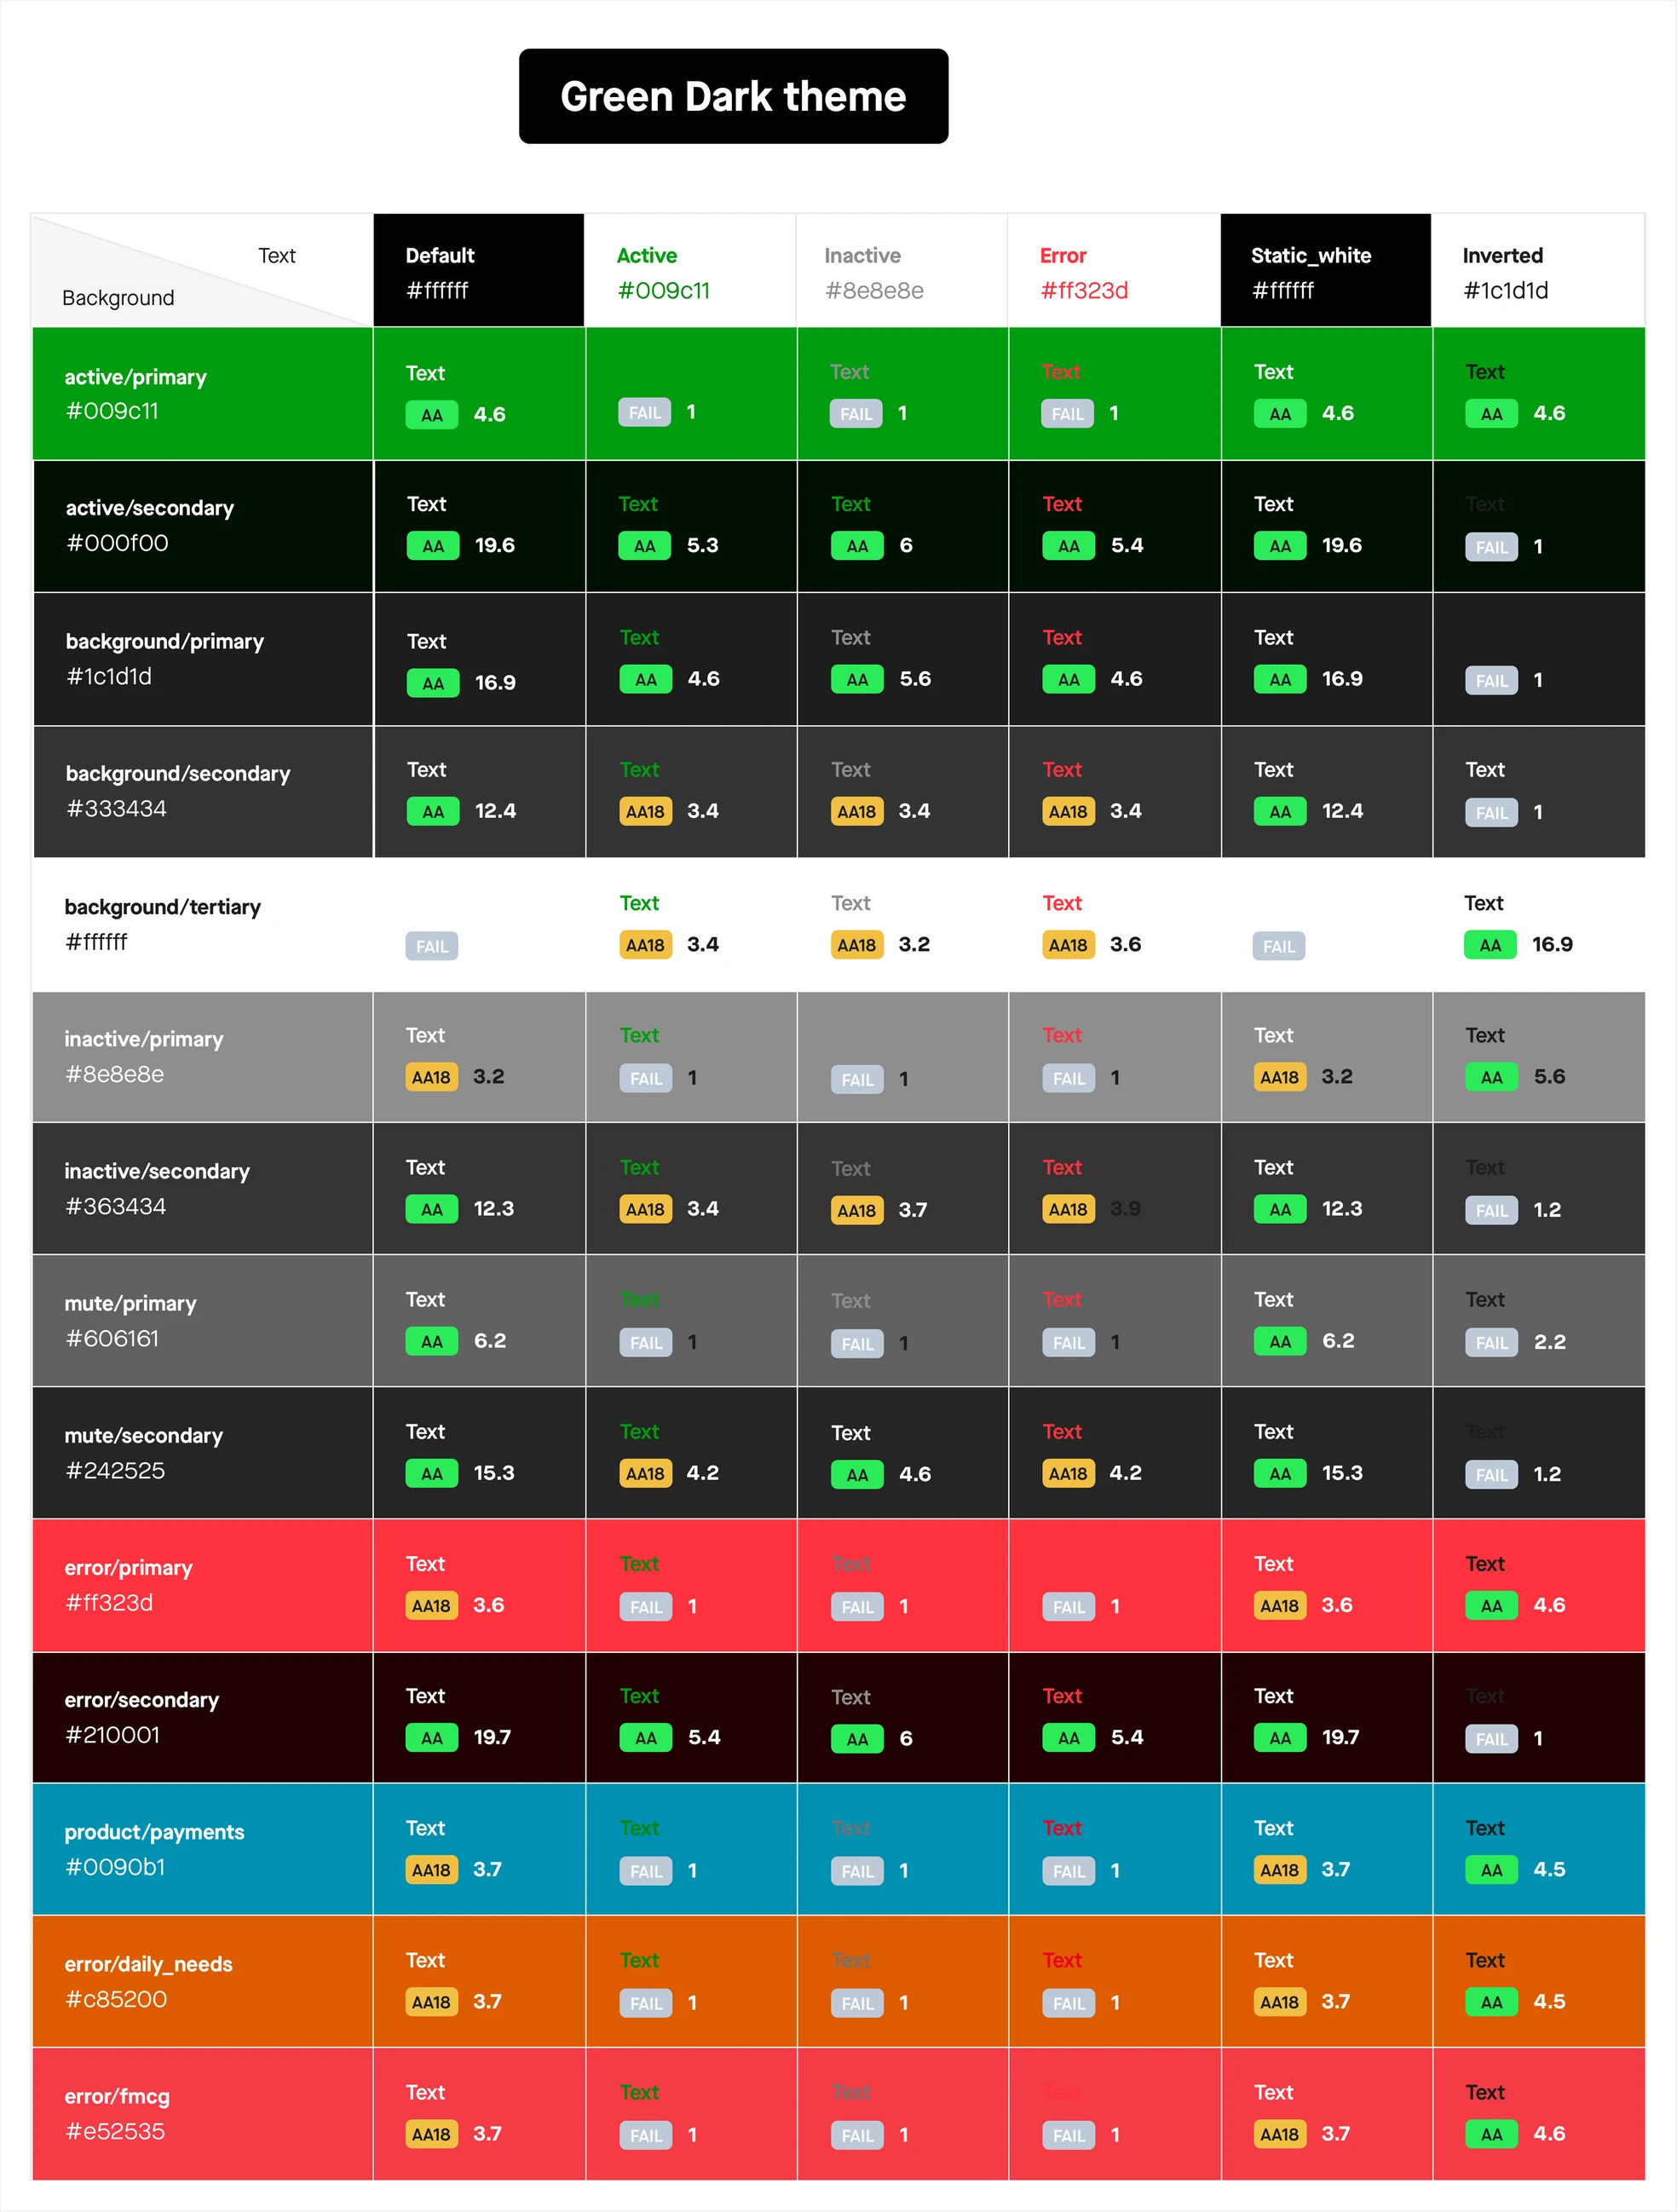 Green Dark theme
Text
Background
Default
#ffffff
Active
#009c11
Inactive
#8e8e8e
Error
#ff323d
Static_white
#ffffff
Inverted
#1c1d1d
active/primary
#009c11
Text
AA 4.6
FAIL 1
Text
FAIL 1
Text
FAIL 1
Text
AA 4.6
Text
AA 4.6
active/secondary
#000f00
Text
AA 19.6
Text
AA 5.3
Text
AA 6
Text
AA 5.4
Text
AA 19.6
Text
FAIL 1
background/primary
#1c1d1d
Text
AA 16.9
Text
AA 4.6
Text
AA 5.6
Text
AA 4.6
Text
AA 16.9
FAIL 1
background/secondary
#333434
Text
AA 12.4
Text
AA18 3.4
Text
AA18 3.4
Text
AA18 3.4
Text
AA 12.4
Text
FAIL 1
background/tertiary
#ffffff
FAIL
Text
AA18 3.4
Text
AA18 3.2
Text
AA18 3.6
FAIL
Text
AA 16.9
inactive/primary
#8e8e8e
Text
AA18 3.2
Text
FAIL 1
FAIL 1
Text
FAIL 1
Text
AA18 3.2
Text
AA 5.6
inactive/secondary
#363434
Text
AA 12.3
Text
AA18 3.4
Text
AA18 3.7
Text
AA18 3.9
Text
AA 12.3
Text
FAIL 1.2
mute/primary
#606161
Text
AA 6.2
Text
FAIL 1
Text
FAIL 1
Text
FAIL 1
Text
AA 6.2
Text
FAIL 2.2
mute/secondary
#242525
Text
AA 15.3
Text
AA18 4.2
Text
AA 4.6
Text
AA18 4.2
Text
AA 15.3
Text
FAIL 1.2
error/primary
#ff323d
Text
AA18 3.6
Text
FAIL 1
Text
FAIL 1
FAIL 1
Text
AA18 3.6
Text
AA 4.6
error/secondary
#210001
Text
AA 19.7
Text
AA 5.4
Text
AA 6
Text
AA 5.4
Text
AA 19.7
Text
FAIL 1
product/payments
#0090b1
Text
AA18 3.7
Text
FAIL 1
Text
FAIL 1
Text
FAIL 1
Text
AA18 3.7
Text
AA 4.5
error/daily_needs
#c85200
Text
AA18 3.7
Text
FAIL 1
Text
FAIL 1
Text
FAIL 1
Text
AA18 3.7
Text
AA 4.5
error/fmcg
#e52535
Text
AA18 3.7
Text
FAIL 1
Text
FAIL 1
Text
FAIL 1
Text
AA18 3.7
Text
AA 4.6